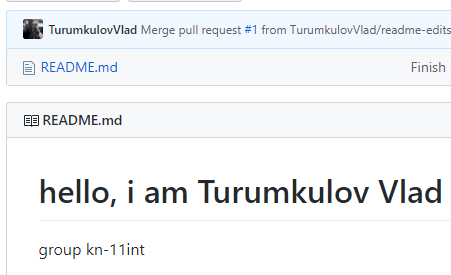 TurumkulovVlad Merge pull request #1 from TurumkulovVlad/readme-edits
README.md Finish
README.md
hello, i am Turumkulov Vlad
group kn-11int